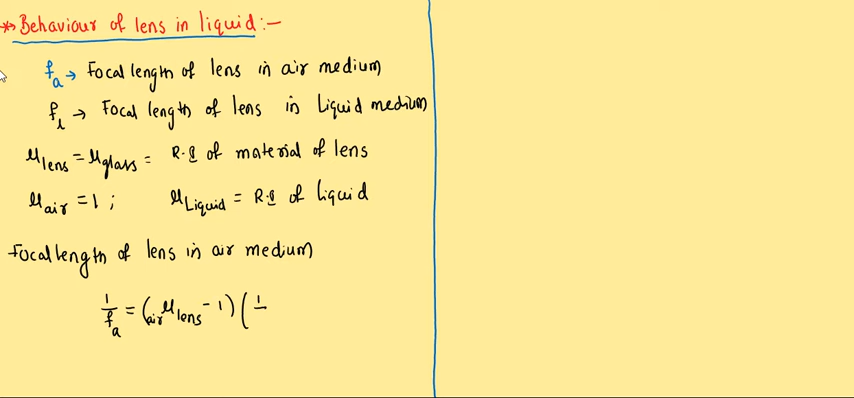 ** Behaviour of lens in liquid :-
fₐ → Focal length of lens in air medium
fₗ → Focal length of lens in Liquid medium
μlens = μglass = R.I of material of lens
μair = 1 ; μLiquid = R.I of liquid
Focal length of lens in air medium
1/fₐ = (airμlens - 1) (1/